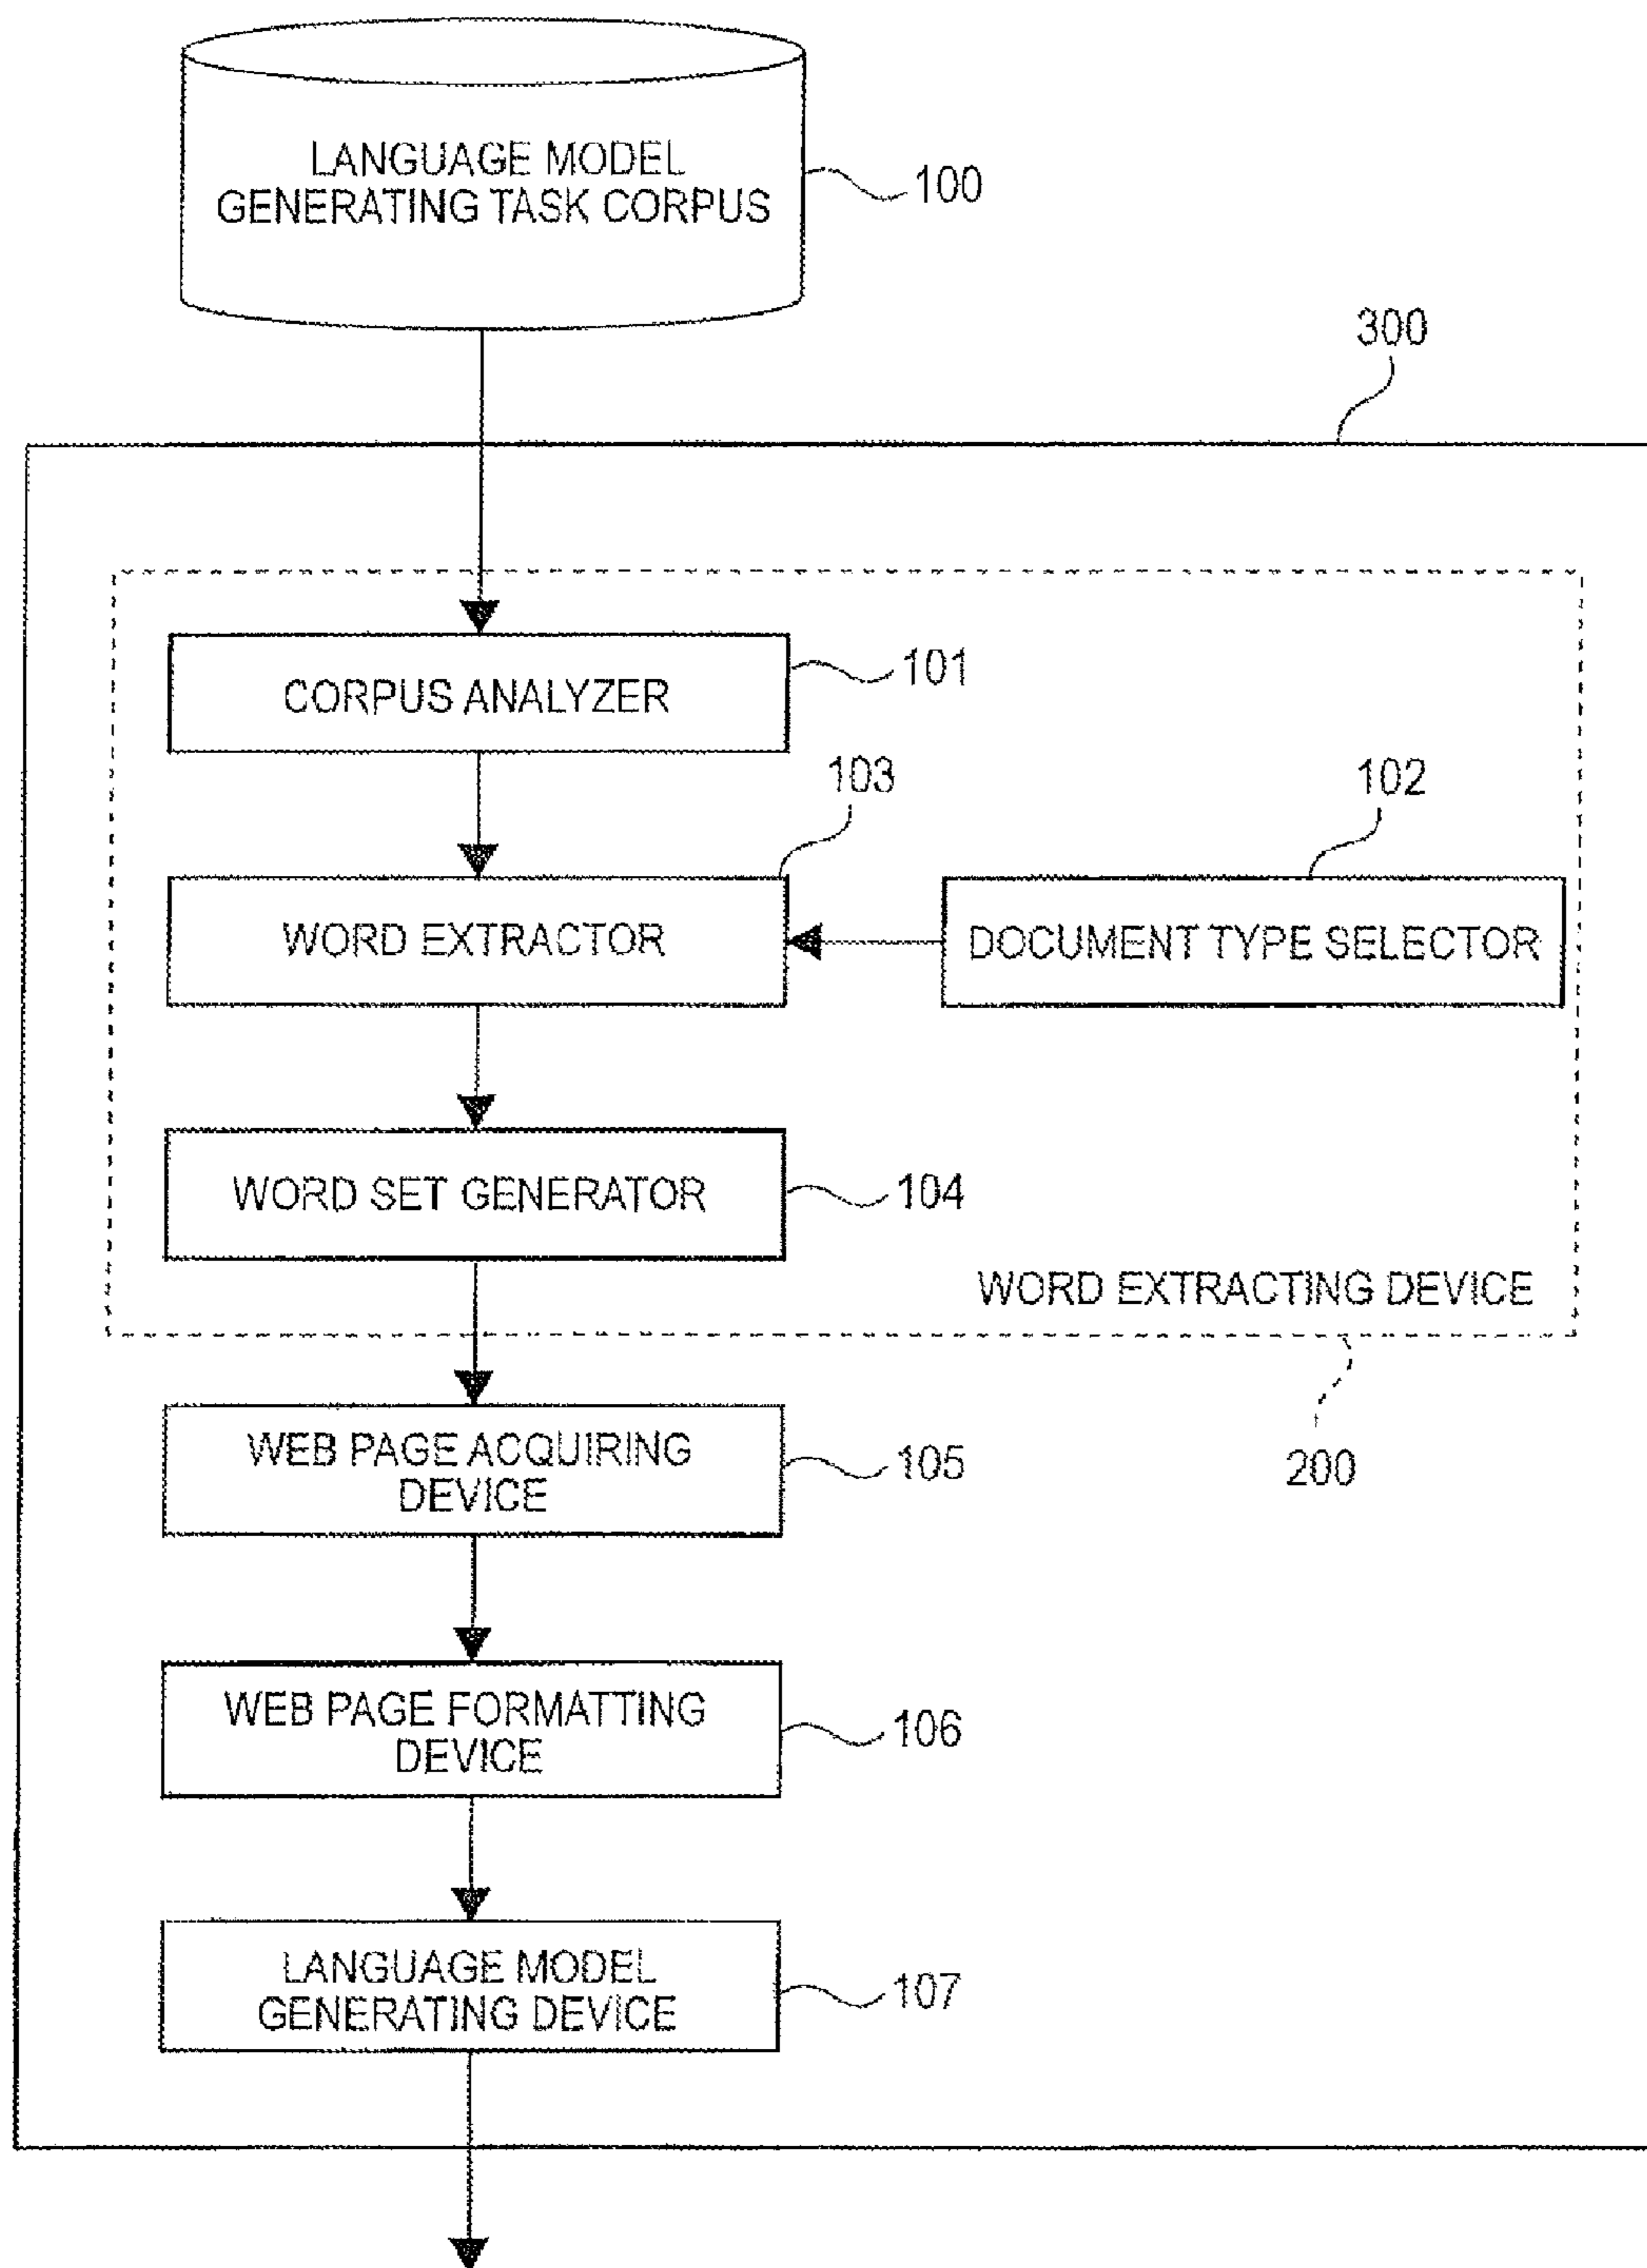 LANGUAGE MODEL
GENERATING TASK CORPUS
100
300
CORPUS ANALYZER
101
103
102
WORD EXTRACTOR
DOCUMENT TYPE SELECTOR
WORD SET GENERATOR
104
WORD EXTRACTING DEVICE
WEB PAGE ACQUIRING
DEVICE
105
200
WEB PAGE FORMATTING
DEVICE
106
LANGUAGE MODEL
GENERATING DEVICE
107